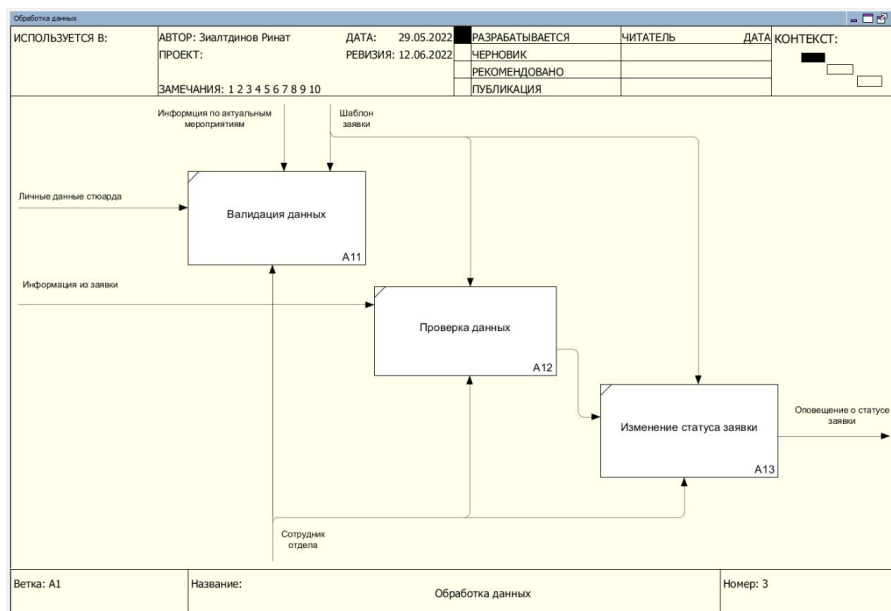 Обработка данных
ИСПОЛЬЗУЕТСЯ В:
АВТОР: Зиалтдинов Ринат
ДАТА: 29.05.2022
РАЗРАБАТЫВАЕТСЯ
ЧИТАТЕЛЬ
ДАТА
КОНТЕКСТ:
ПРОЕКТ:
РЕВИЗИЯ: 12.06.2022
ЧЕРНОВИК
РЕКОМЕНДОВАНО
ЗАМЕЧАНИЯ: 1 2 3 4 5 6 7 8 9 10
ПУБЛИКАЦИЯ
Информция по актуальным
мероприятиям
Шаблон
заявки
Личные данные стюарда
Валидация данных
A11
Информация из заявки
Проверка данных
A12
Изменение статуса заявки
A13
Оповещение о статусе
заявки
Сотрудник
отдела
Ветка: A1
Название:
Обработка данных
Номер: 3